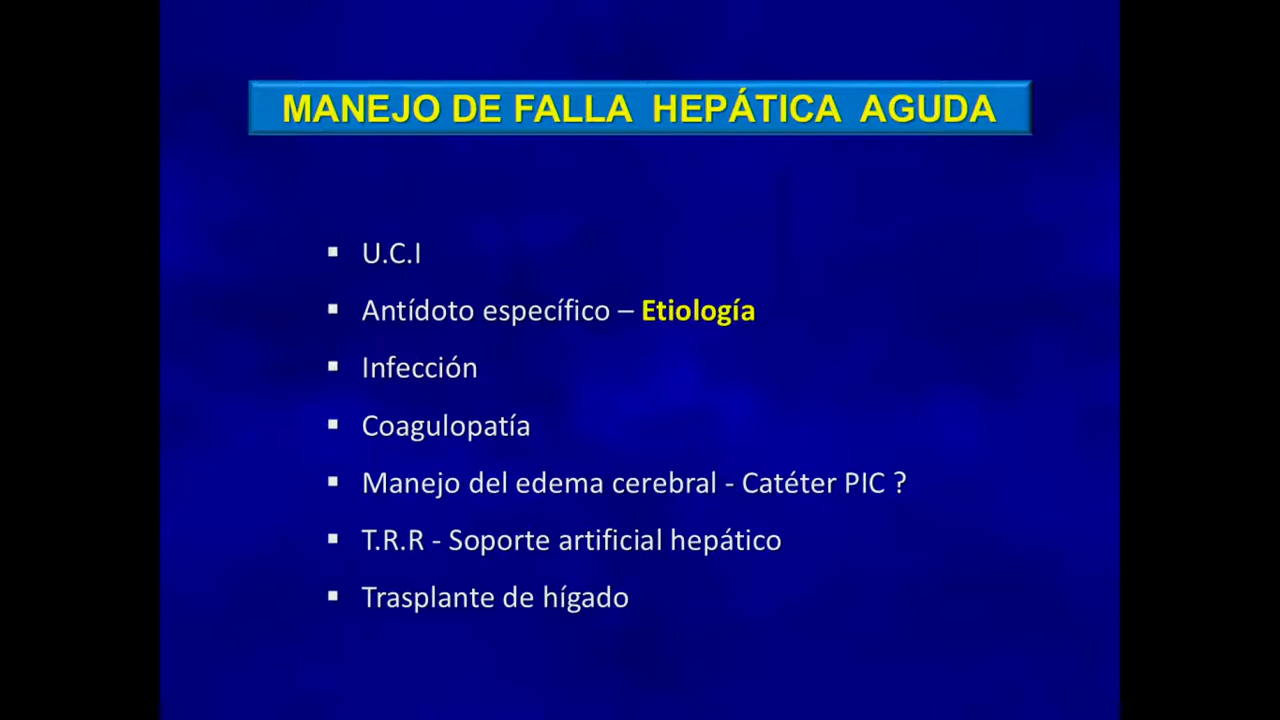 MANEJO DE FALLA HEPÁTICA AGUDA
▪ U.C.I
▪ Antídoto específico – Etiología
▪ Infección
▪ Coagulopatía
▪ Manejo del edema cerebral - Catéter PIC ?
▪ T.R.R - Soporte artificial hepático
▪ Trasplante de hígado